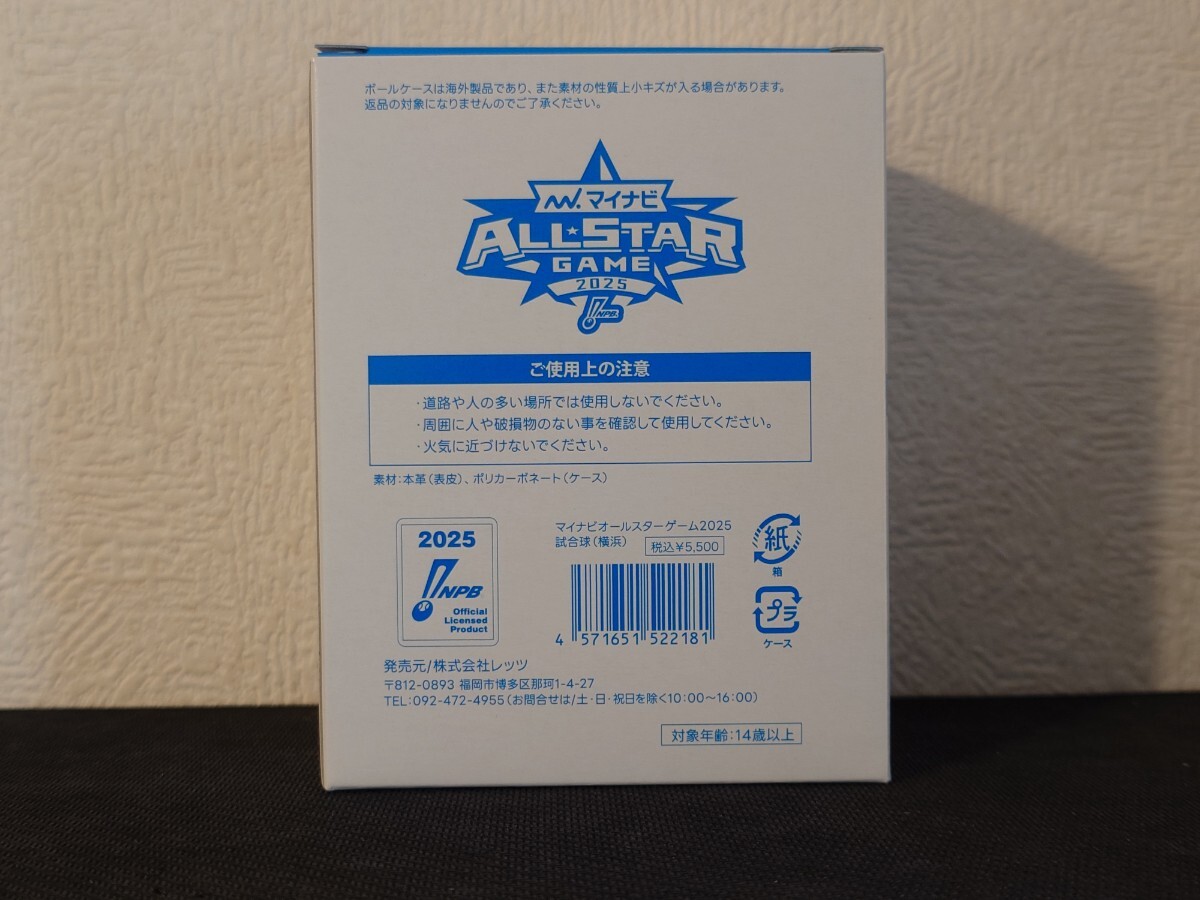 ボールケースは海外製品であり、また素材の性質上小キズが入る場合があります。
返品の対象になりませんのでご了承ください。
マイナビ
ALL★STAR
GAME
2025
NPB.
ご使用上の注意
・道路や人の多い場所では使用しないでください。
・周囲に人や破損物のない事を確認して使用してください。
・火気に近づけないでください。
素材:本革(表皮)、ポリカーボネート(ケース)
2025
NPB
Official
Licensed
Product
マイナビオールスターゲーム2025
試合球(横浜) 税込¥5,500
4 571651 522181
紙
箱
プラ
ケース
発売元/株式会社レッツ
〒812-0893 福岡市博多区那珂1-4-27
TEL:092-472-4955(お問合せは/土・日・祝日を除く10:00～16:00)
対象年齢:14歳以上